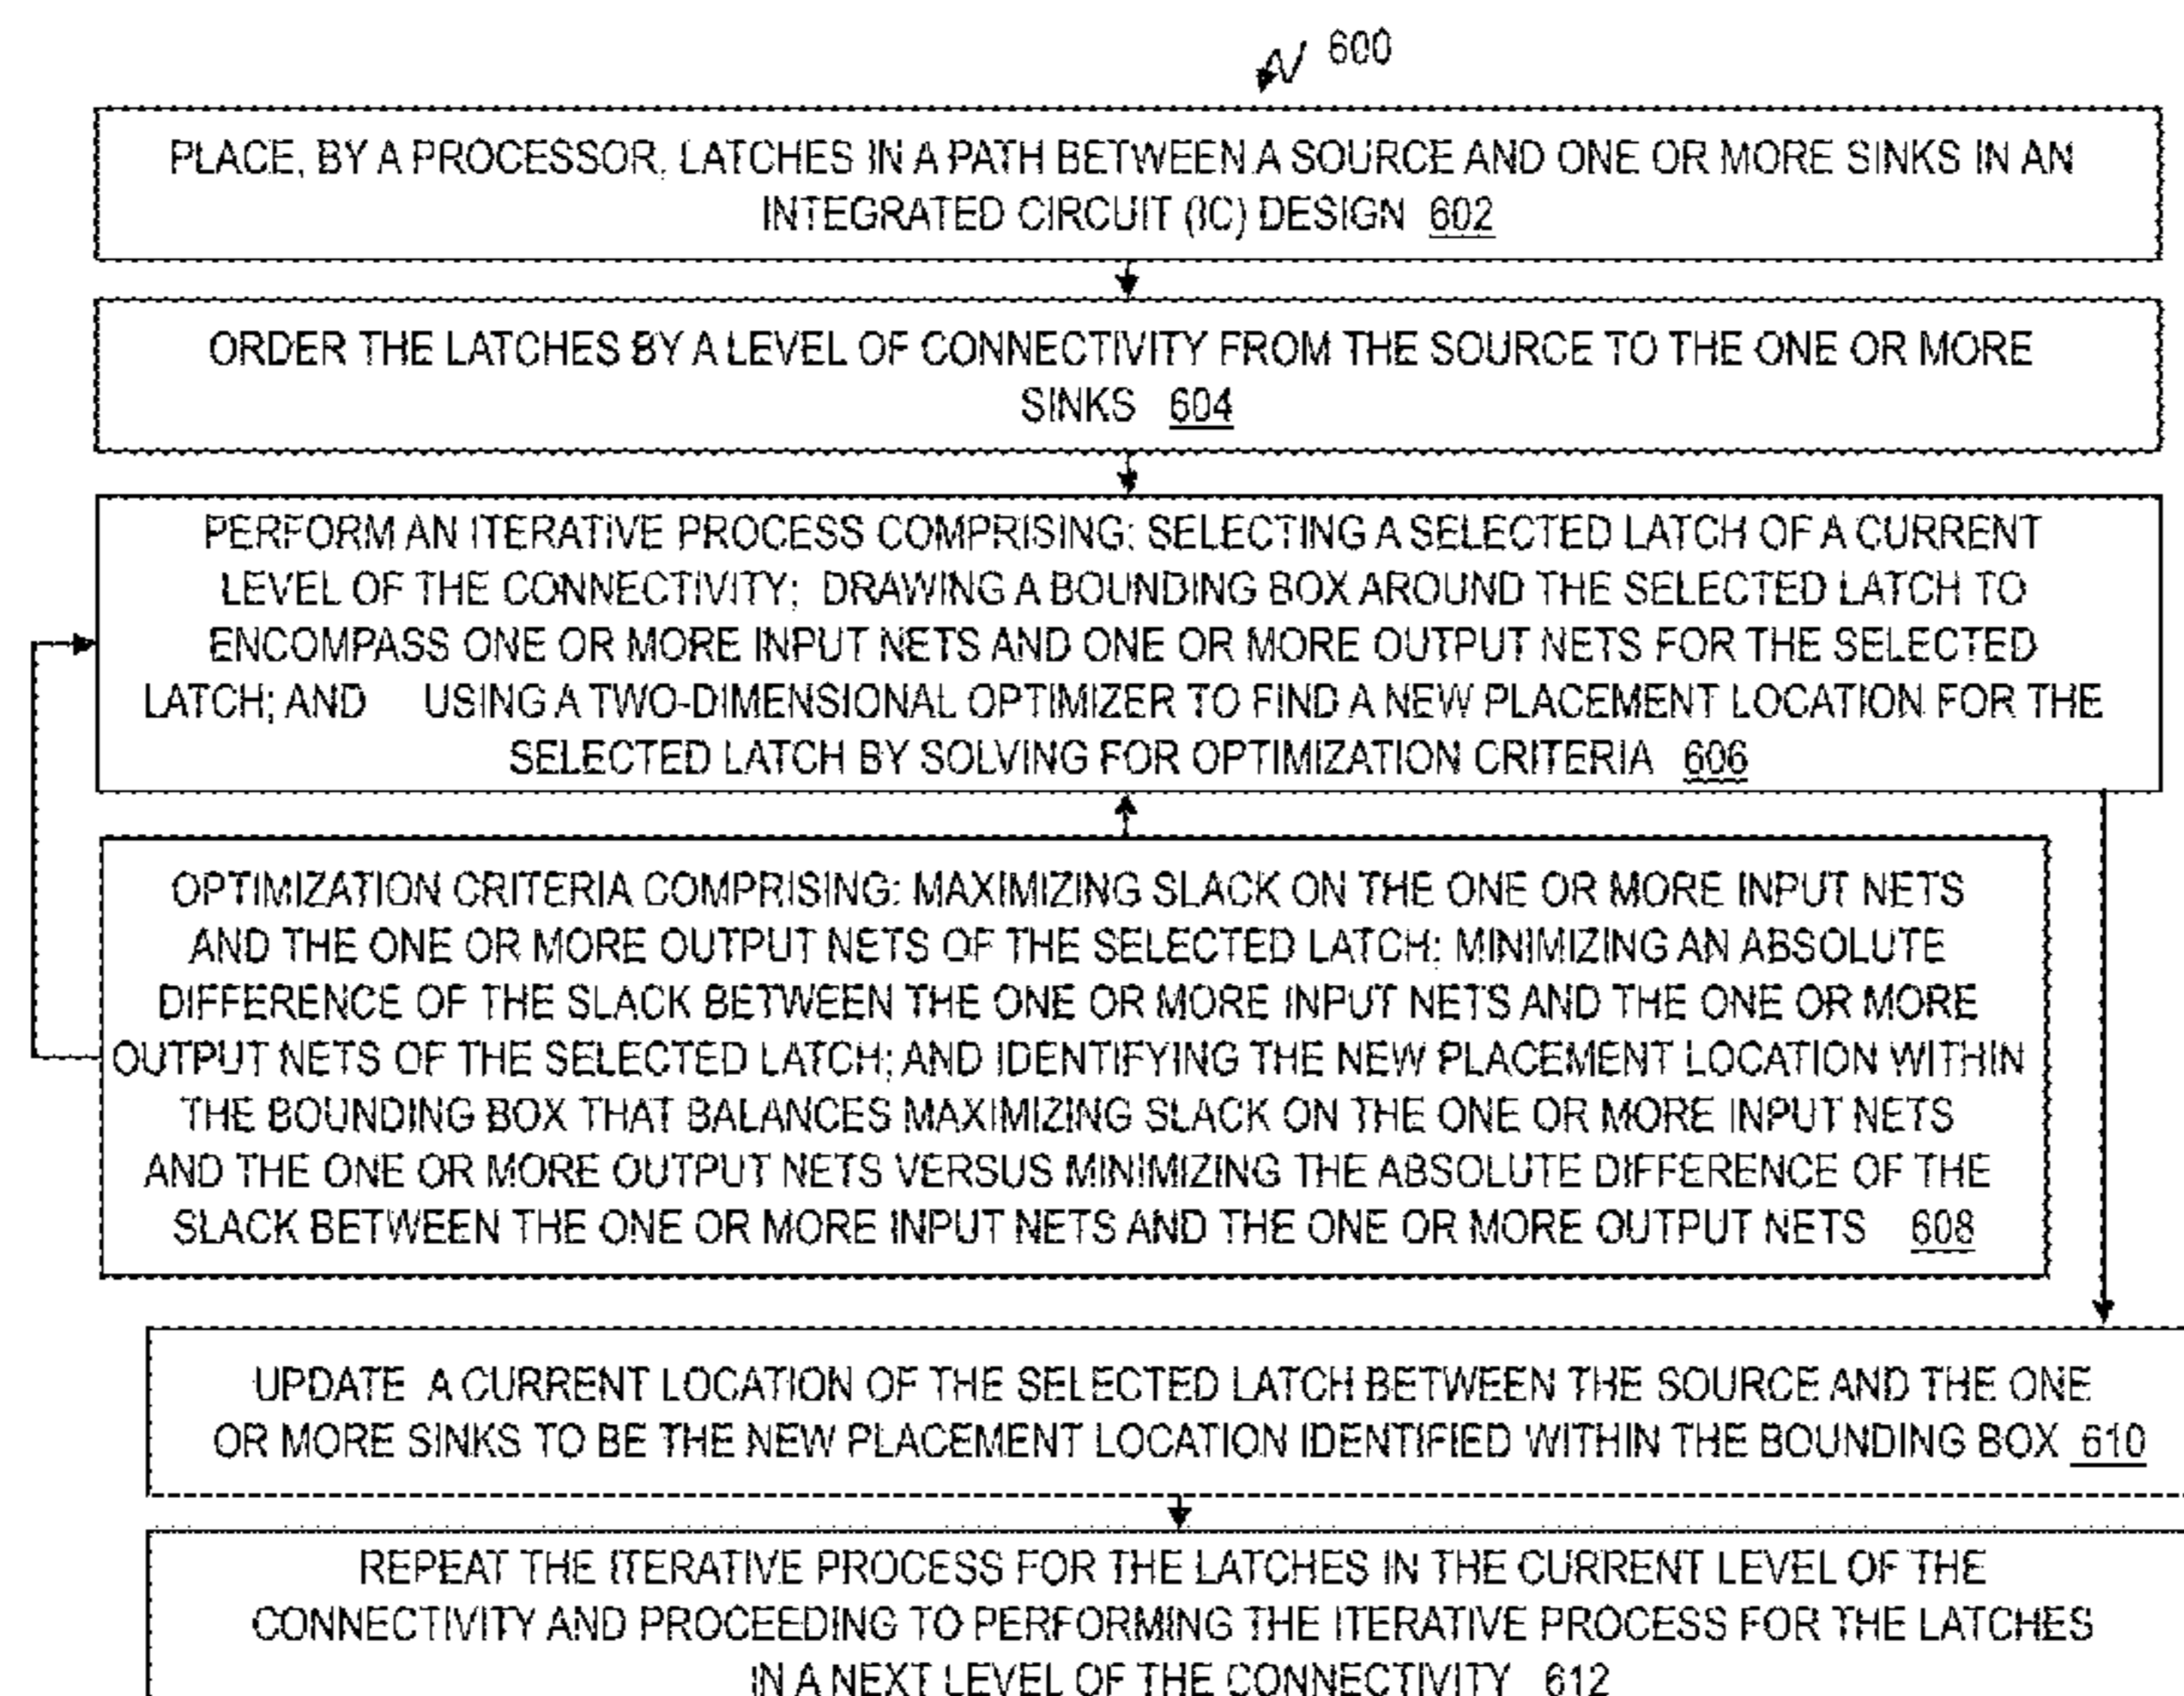 600
PLACE, BY A PROCESSOR, LATCHES IN A PATH BETWEEN A SOURCE AND ONE OR MORE SINKS IN AN
INTEGRATED CIRCUIT (IC) DESIGN 602
ORDER THE LATCHES BY A LEVEL OF CONNECTIVITY FROM THE SOURCE TO THE ONE OR MORE
SINKS 604
PERFORM AN ITERATIVE PROCESS COMPRISING: SELECTING A SELECTED LATCH OF A CURRENT
LEVEL OF THE CONNECTIVITY; DRAWING A BOUNDING BOX AROUND THE SELECTED LATCH TO
ENCOMPASS ONE OR MORE INPUT NETS AND ONE OR MORE OUTPUT NETS FOR THE SELECTED
LATCH; AND USING A TWO-DIMENSIONAL OPTIMIZER TO FIND A NEW PLACEMENT LOCATION FOR THE
SELECTED LATCH BY SOLVING FOR OPTIMIZATION CRITERIA 606
OPTIMIZATION CRITERIA COMPRISING: MAXIMIZING SLACK ON THE ONE OR MORE INPUT NETS
AND THE ONE OR MORE OUTPUT NETS OF THE SELECTED LATCH; MINIMIZING AN ABSOLUTE
DIFFERENCE OF THE SLACK BETWEEN THE ONE OR MORE INPUT NETS AND THE ONE OR MORE
OUTPUT NETS OF THE SELECTED LATCH; AND IDENTIFYING THE NEW PLACEMENT LOCATION WITHIN
THE BOUNDING BOX THAT BALANCES MAXIMIZING SLACK ON THE ONE OR MORE INPUT NETS
AND THE ONE OR MORE OUTPUT NETS VERSUS MINIMIZING THE ABSOLUTE DIFFERENCE OF THE
SLACK BETWEEN THE ONE OR MORE INPUT NETS AND THE ONE OR MORE OUTPUT NETS 608
UPDATE A CURRENT LOCATION OF THE SELECTED LATCH BETWEEN THE SOURCE AND THE ONE
OR MORE SINKS TO BE THE NEW PLACEMENT LOCATION IDENTIFIED WITHIN THE BOUNDING BOX 610
REPEAT THE ITERATIVE PROCESS FOR THE LATCHES IN THE CURRENT LEVEL OF THE
CONNECTIVITY AND PROCEEDING TO PERFORMING THE ITERATIVE PROCESS FOR THE LATCHES
IN A NEXT LEVEL OF THE CONNECTIVITY 612